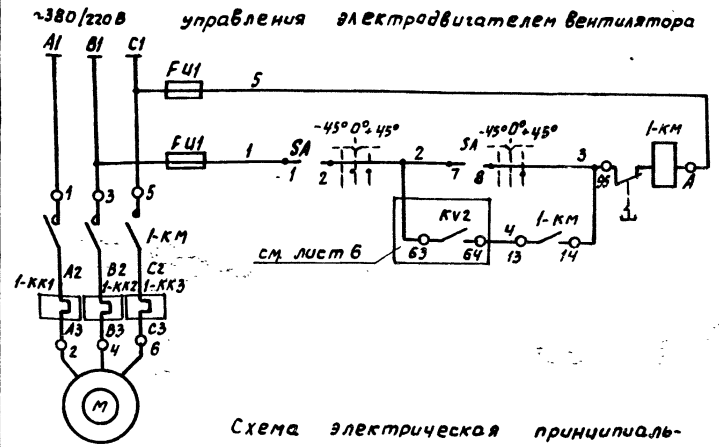 ~380/220В управления электродвигателем вентилятора
А1 В1 С1
FU1 5
FU1 1 SA 1 2 -45° 0° +45° 2 SA 7 8 -45° 0° +45° 3 95 1-КМ А
1 3 5
1-КМ
KV2 4 1-КМ
63 64 13 14
см. лист 6
А2 В2 С2
1-КК1 1-КК2 1-КК3
А3 В3 С3
2 4 6
М
Схема электрическая принципиаль-